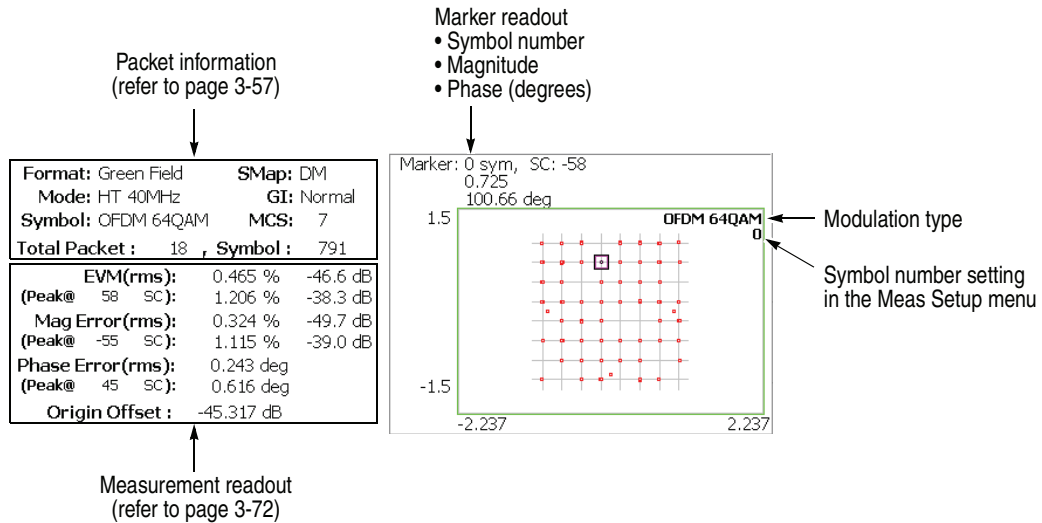 Marker readout
• Symbol number
• Magnitude
• Phase (degrees)
Packet information
(refer to page 3-57)
Format: Green Field SMap: DM
Mode: HT 40MHz GI: Normal
Symbol: OFDM 64QAM MCS: 7
Total Packet : 18 , Symbol : 791
EVM(rms): 0.465 % -46.6 dB
(Peak@ 58 SC): 1.206 % -38.3 dB
Mag Error(rms): 0.324 % -49.7 dB
(Peak@ -55 SC): 1.115 % -39.0 dB
Phase Error(rms): 0.243 deg
(Peak@ 45 SC): 0.616 deg
Origin Offset : -45.317 dB
Measurement readout
(refer to page 3-72)
Marker: 0 sym, SC: -58
0.725
100.66 deg
1.5
OFDM 64QAM
0
-1.5
-2.237 2.237
Modulation type
Symbol number setting
in the Meas Setup menu